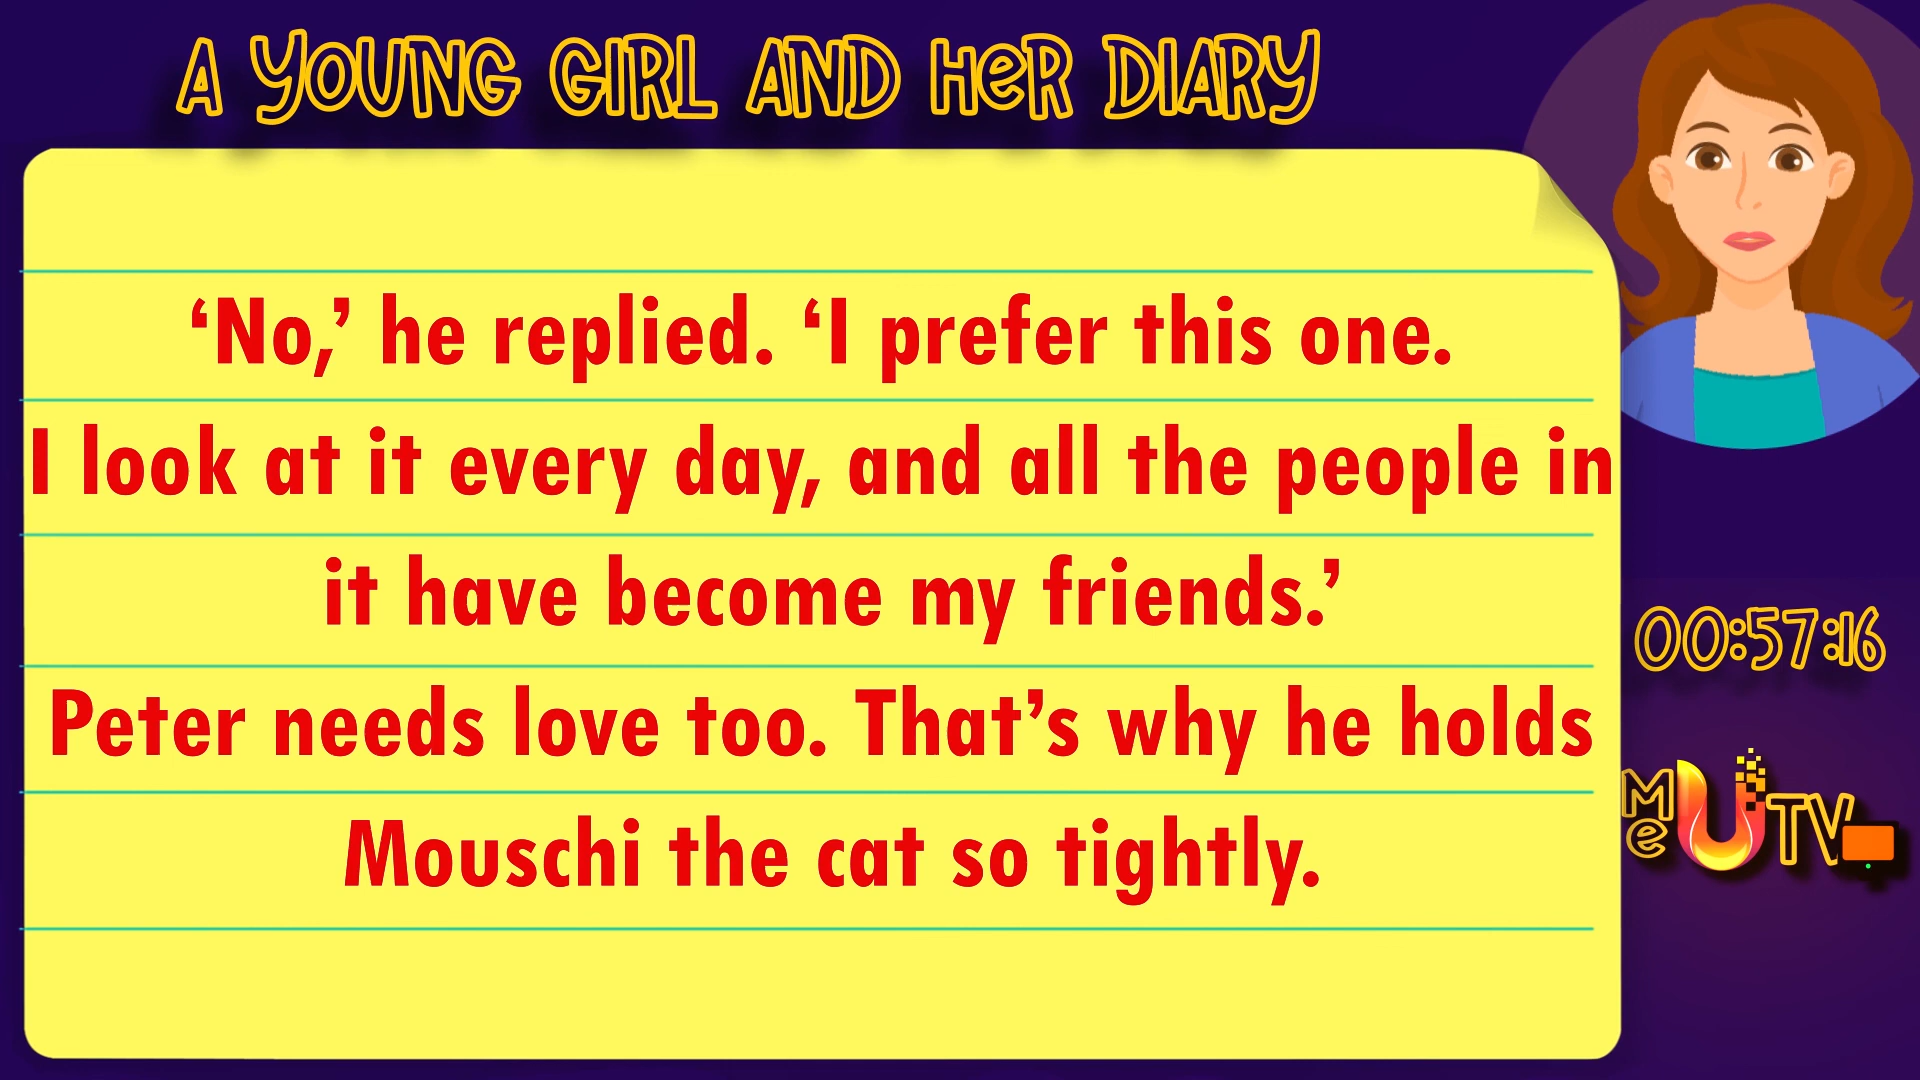 A YOUNG GIRL AND HeR DIARY
‘No,’ he replied. ‘I prefer this one.
I look at it every day, and all the people in
it have become my friends.’
Peter needs love too. That’s why he holds
Mouschi the cat so tightly.
00:57:16
Me U TV